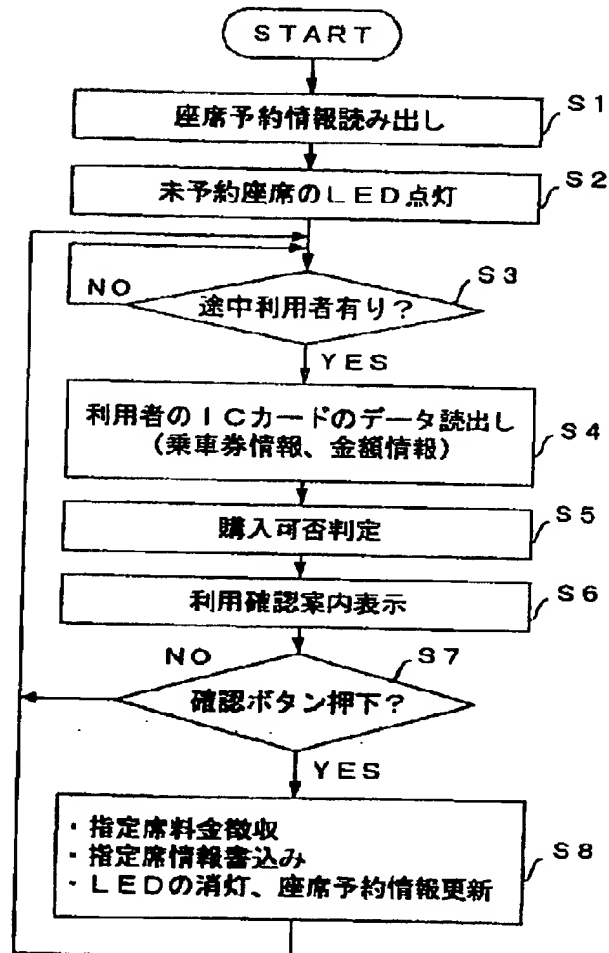 START
座席予約情報読み出し
S1
未予約座席のLED点灯
S2
NO
途中利用者有り?
S3
YES
利用者のICカードのデータ読出し
(乗車券情報、金額情報)
S4
購入可否判定
S5
利用確認案内表示
S6
NO
確認ボタン押下?
S7
YES
・指定席料金徴収
・指定席情報書込み
・LEDの消灯、座席予約情報更新
S8